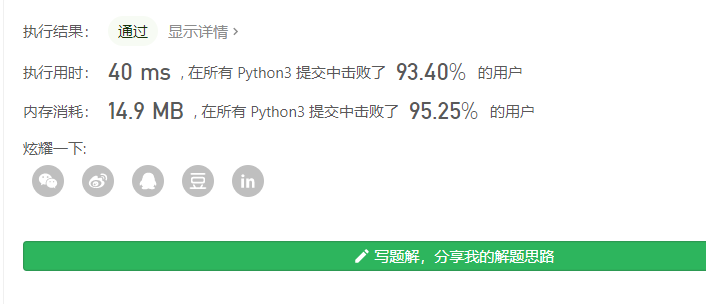 执行结果： 通过 显示详情 ›
执行用时： 40 ms , 在所有 Python3 提交中击败了 93.40% 的用户
内存消耗： 14.9 MB , 在所有 Python3 提交中击败了 95.25% 的用户
炫耀一下:
豆 in
写题解，分享我的解题思路